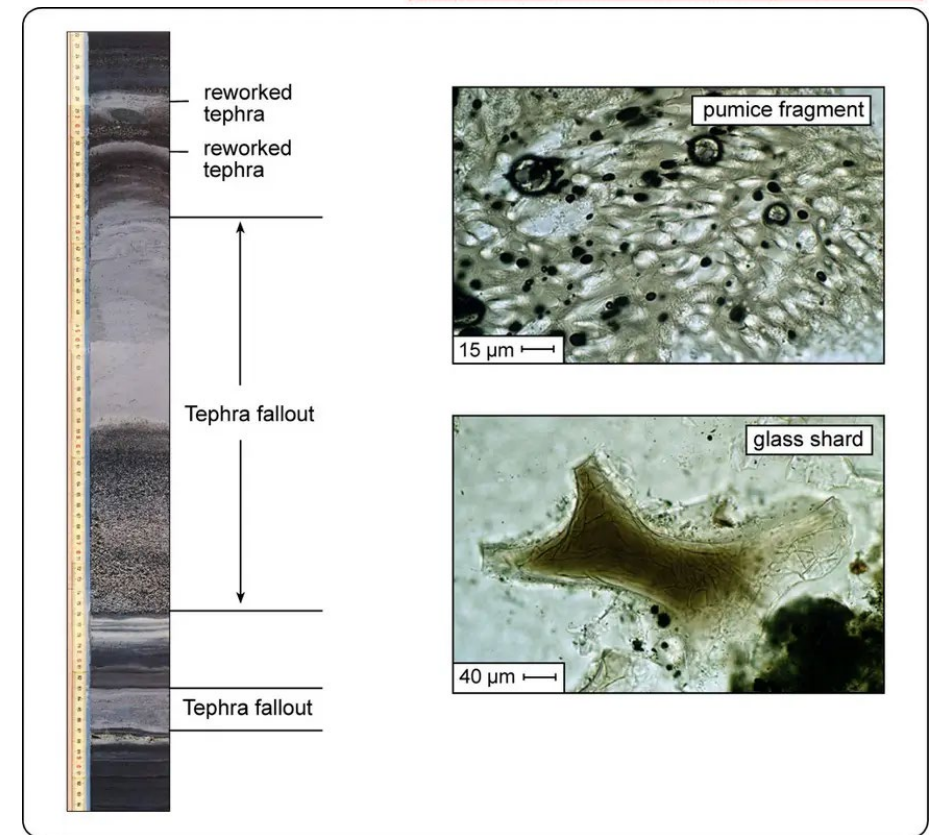 reworked
tephra
reworked
tephra
Tephra fallout
Tephra fallout
pumice fragment
15 µm
glass shard
40 µm